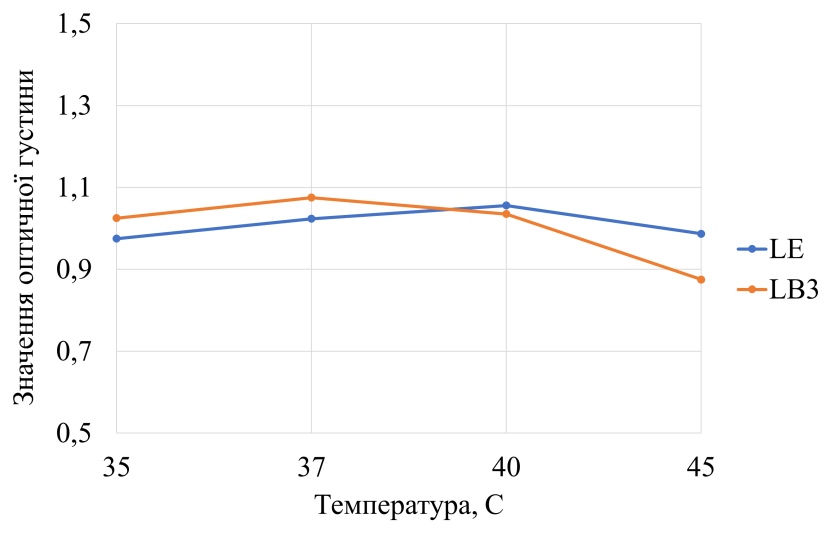 Значення оптичної густини
1,5
1,3
1,1
0,9
0,7
0,5
35 37 40 45
Температура, С
LE
LB3